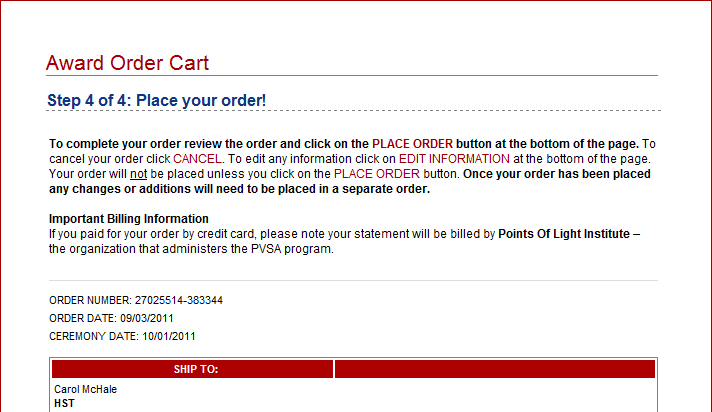 Award Order Cart
Step 4 of 4: Place your order!
To complete your order review the order and click on the PLACE ORDER button at the bottom of the page. To
cancel your order click CANCEL. To edit any information click on EDIT INFORMATION at the bottom of the page.
Your order will not be placed unless you click on the PLACE ORDER button. Once your order has been placed
any changes or additions will need to be placed in a separate order.
Important Billing Information
If you paid for your order by credit card, please note your statement will be billed by Points Of Light Institute –
the organization that administers the PVSA program.
ORDER NUMBER: 27025514-383344
ORDER DATE: 09/03/2011
CEREMONY DATE: 10/01/2011
SHIP TO:
Carol McHale
HST